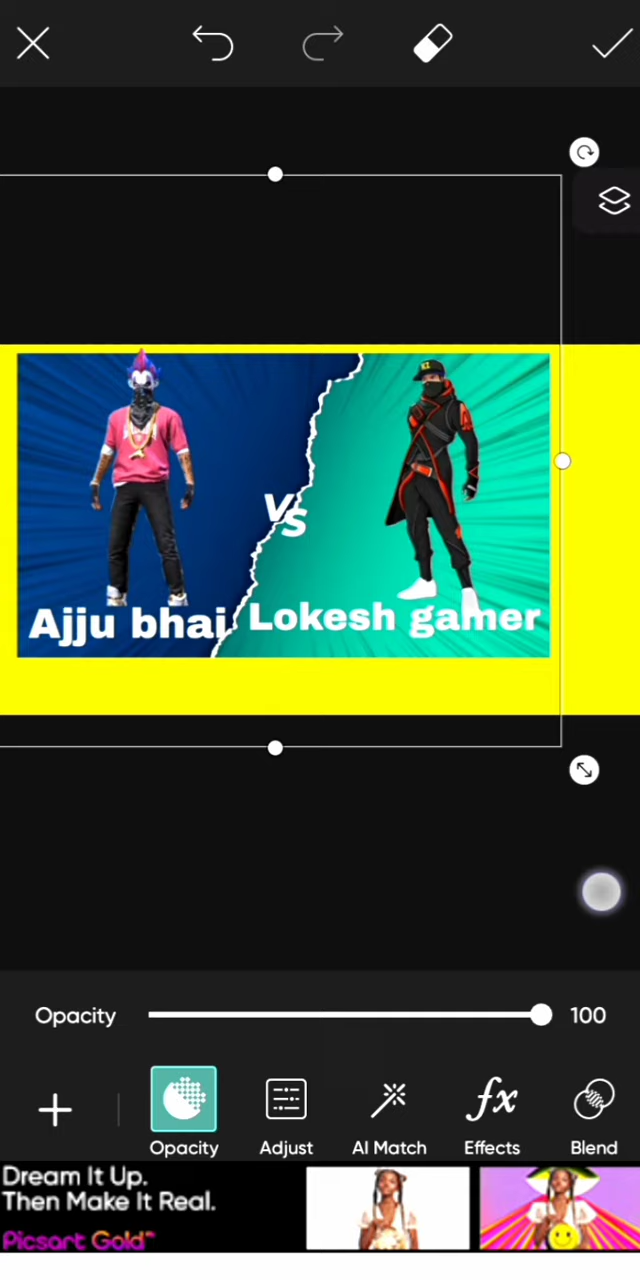 VS
Ajju bhai
Lokesh gamer
Opacity 100
Opacity Adjust AI Match Effects Blend
Dream It Up.
Then Make It Real.
Picsart Gold